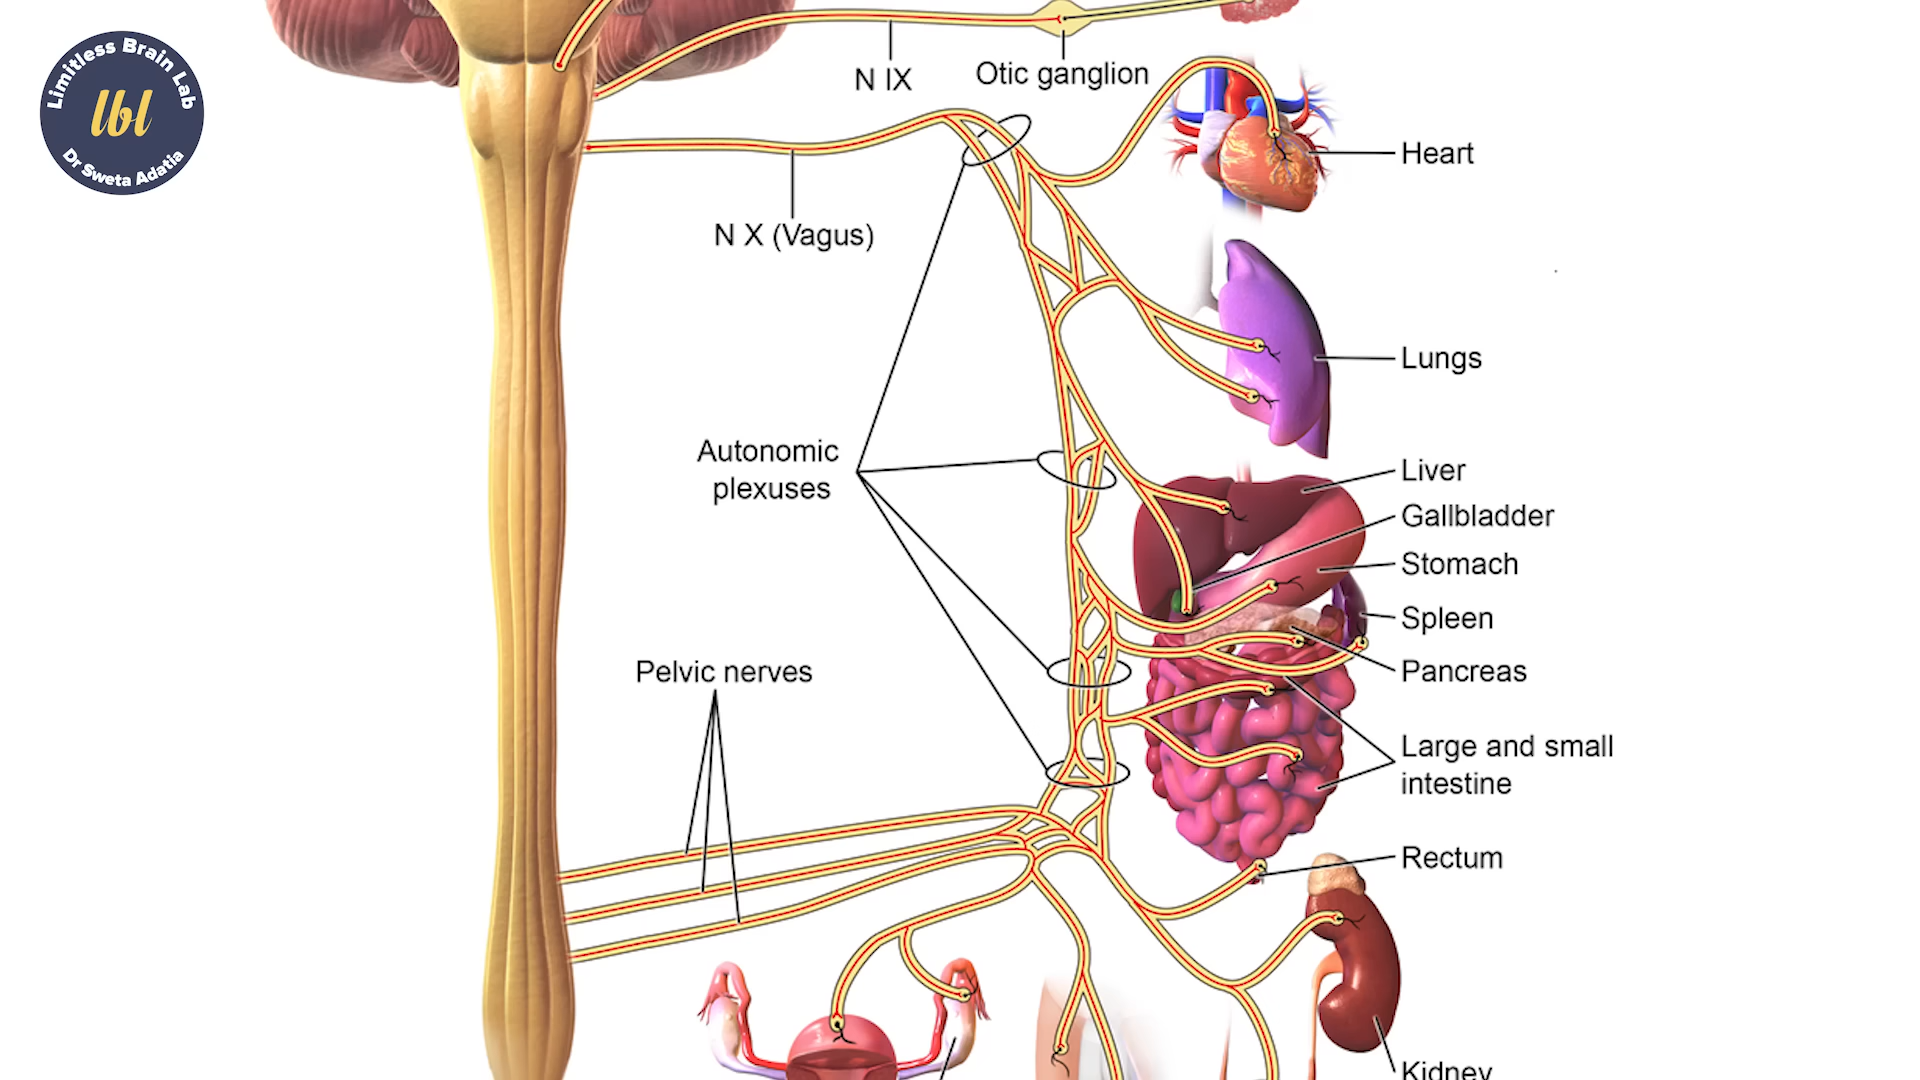 Limitless Brain Lab
lbl
Dr Sweta Adatia
N IX
Otic ganglion
Heart
N X (Vagus)
Lungs
Autonomic
plexuses
Liver
Gallbladder
Stomach
Spleen
Pancreas
Pelvic nerves
Large and small
intestine
Rectum
Kidney